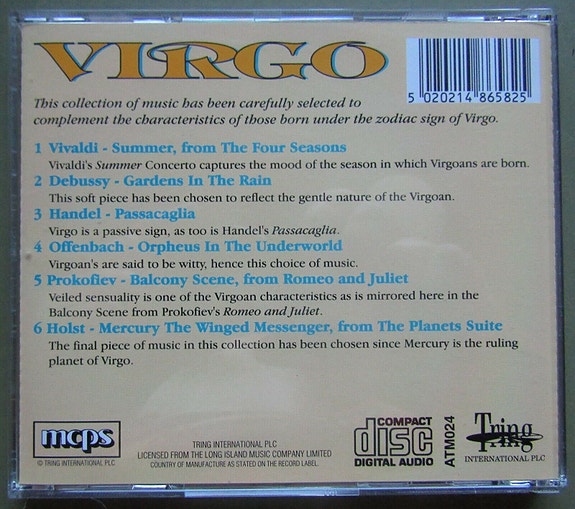 VIRGO
5 020214 865825
This collection of music has been carefully selected to
complement the characteristics of those born under the zodiac sign of Virgo.
1 Vivaldi - Summer, from The Four Seasons
Vivaldi's Summer Concerto captures the mood of the season in which Virgoans are born.
2 Debussy - Gardens In The Rain
This soft piece has been chosen to reflect the gentle nature of the Virgoan.
3 Handel - Passacaglia
Virgo is a passive sign, as too is Handel's Passacaglia.
4 Offenbach - Orpheus In The Underworld
Virgoan's are said to be witty, hence this choice of music.
5 Prokofiev - Balcony Scene, from Romeo and Juliet
Veiled sensuality is one of the Virgoan characteristics as is mirrored here in the
Balcony Scene from Prokofiev's Romeo and Juliet.
6 Holst - Mercury The Winged Messenger, from The Planets Suite
The final piece of music in this collection has been chosen since Mercury is the ruling
planet of Virgo.
mcps
© TRING INTERNATIONAL PLC
TRING INTERNATIONAL PLC
LICENSED FROM THE LONG ISLAND MUSIC COMPANY LIMITED
COUNTRY OF MANUFACTURE AS STATED ON THE RECORD LABEL.
COMPACT
disc
DIGITAL AUDIO
ATM024
Tring
INTERNATIONAL PLC